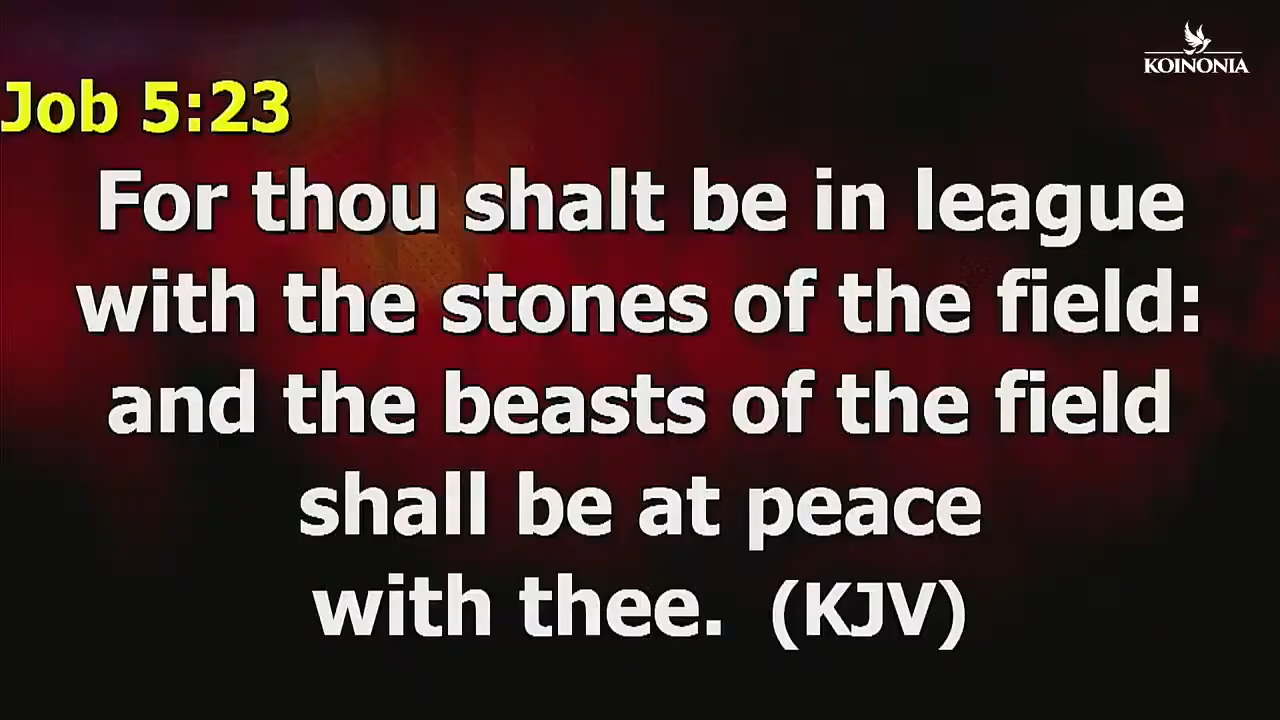 KOINONIA
Job 5:23
For thou shalt be in league
with the stones of the field:
and the beasts of the field
shall be at peace
with thee. (KJV)